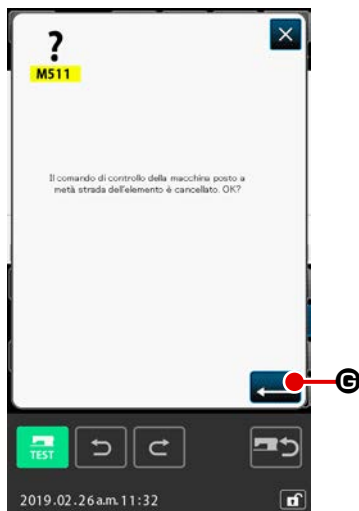 ?
M511
Il comando di controllo della macchina posto a
metà strada dell'elemento è cancellato. OK?
G
TEST
2019.02.26a.m.11:32